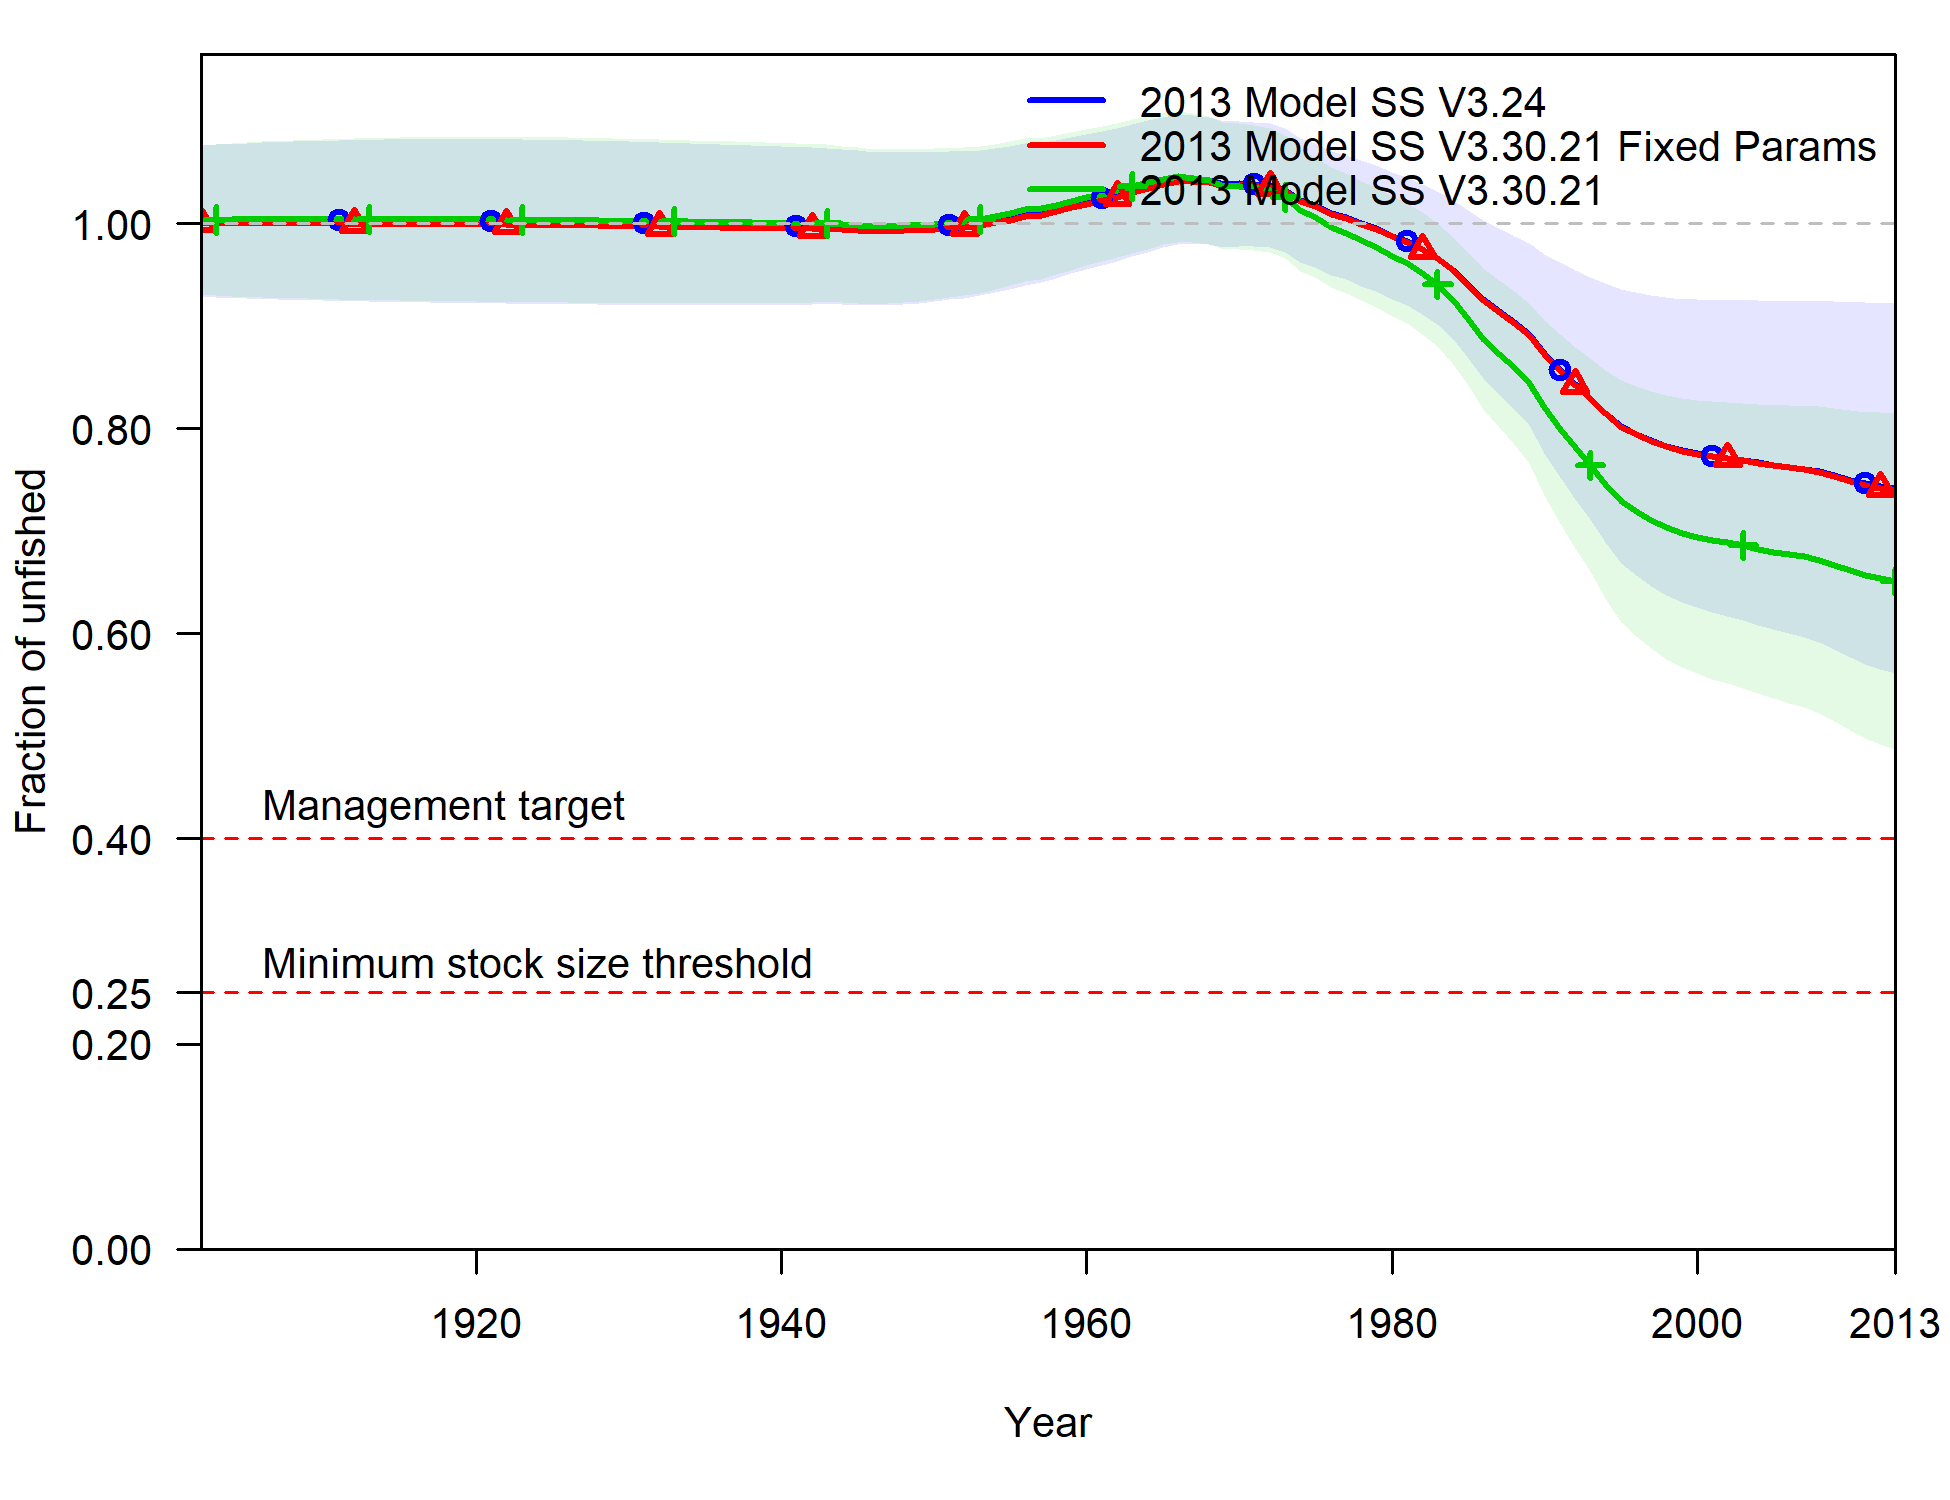 2013 Model SS V3.24
2013 Model SS V3.30.21 Fixed Params
2013 Model SS V3.30.21
Fraction of unfished
1.00
0.80
0.60
0.40
0.25
0.20
0.00
Management target
Minimum stock size threshold
1920
1940
1960
1980
2000
2013
Year